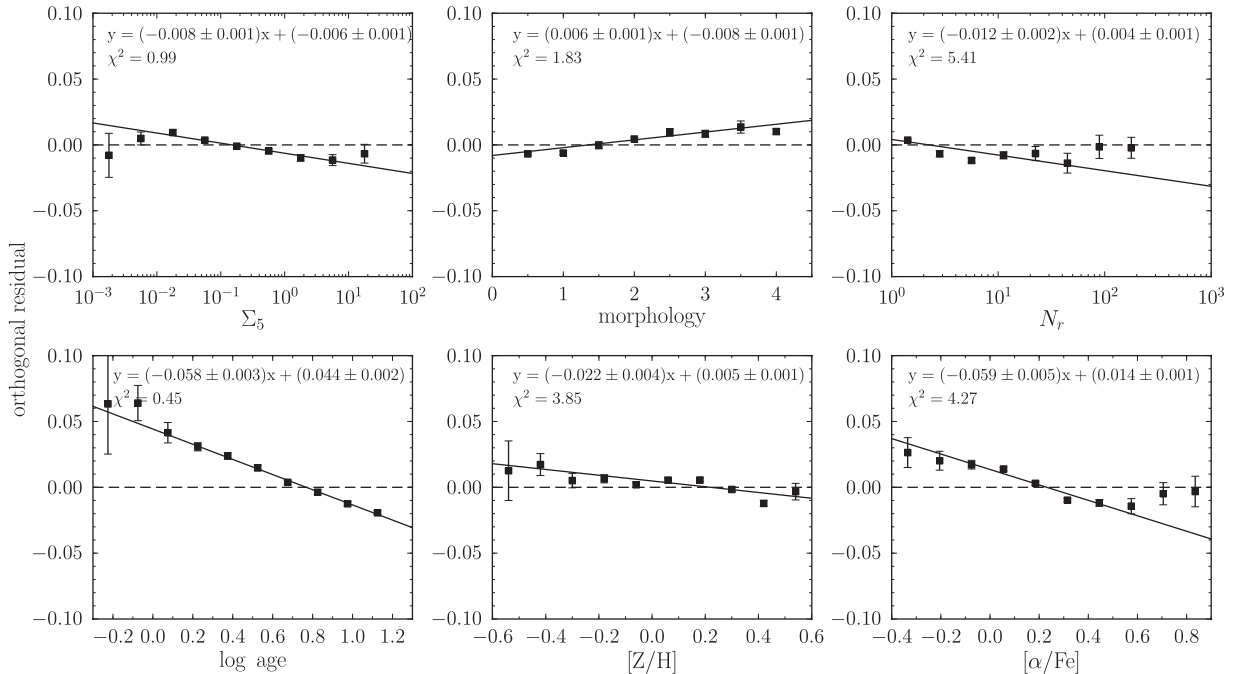 orthogonal residual
y = (−0.008 ± 0.001)x + (−0.006 ± 0.001)
χ² = 0.99
0.10
0.05
0.00
−0.05
−0.10
10⁻³ 10⁻² 10⁻¹ 10⁰ 10¹ 10²
Σ₅
y = (0.006 ± 0.001)x + (−0.008 ± 0.001)
χ² = 1.83
0.10
0.05
0.00
−0.05
−0.10
0 1 2 3 4
morphology
y = (−0.012 ± 0.002)x + (0.004 ± 0.001)
χ² = 5.41
0.10
0.05
0.00
−0.05
−0.10
10⁰ 10¹ 10² 10³
Nᵣ
y = (−0.058 ± 0.003)x + (0.044 ± 0.002)
χ² = 0.45
0.10
0.05
0.00
−0.05
−0.10
−0.2 0.0 0.2 0.4 0.6 0.8 1.0 1.2
log age
y = (−0.022 ± 0.004)x + (0.005 ± 0.001)
χ² = 3.85
0.10
0.05
0.00
−0.05
−0.10
−0.6 −0.4 −0.2 0.0 0.2 0.4 0.6
[Z/H]
y = (−0.059 ± 0.005)x + (0.014 ± 0.001)
χ² = 4.27
0.10
0.05
0.00
−0.05
−0.10
−0.4 −0.2 0.0 0.2 0.4 0.6 0.8
[α/Fe]